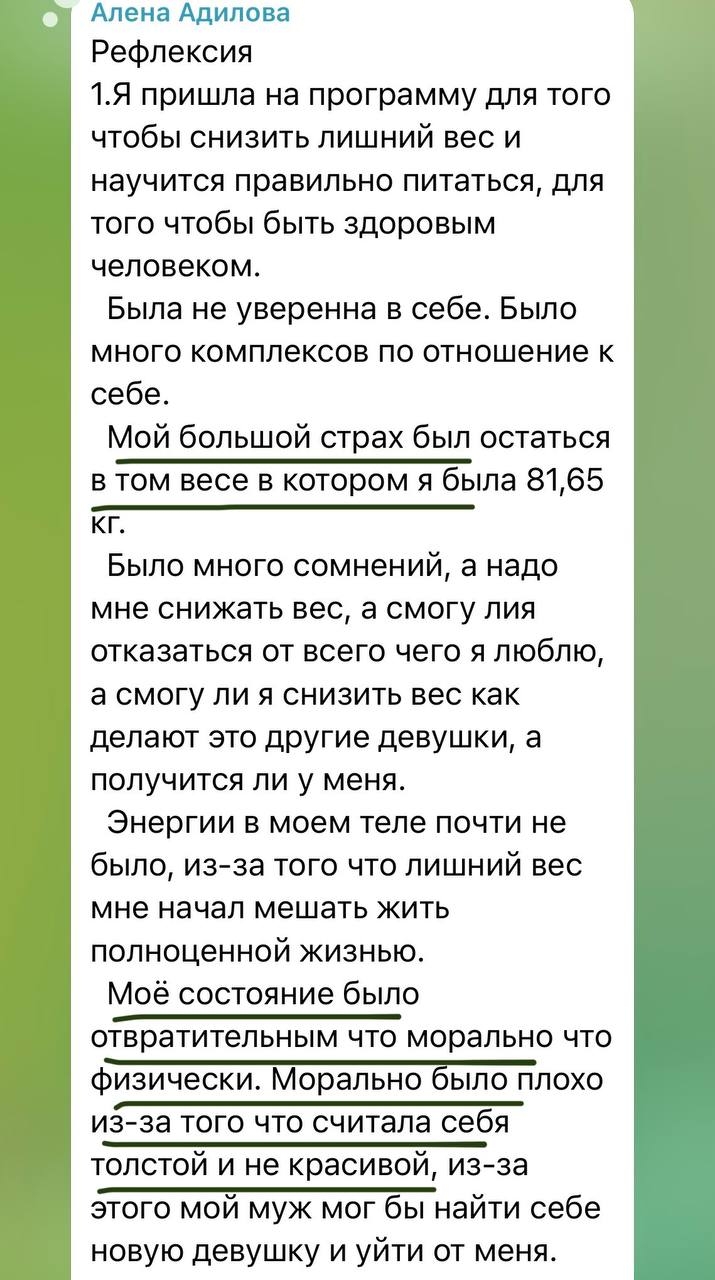 Алена Адилова
Рефлексия
1.Я пришла на программу для того
чтобы снизить лишний вес и
научится правильно питаться, для
того чтобы быть здоровым
человеком.
Была не уверенна в себе. Было
много комплексов по отношение к
себе.
Мой большой страх был остаться
в том весе в котором я была 81,65
кг.
Было много сомнений, а надо
мне снижать вес, а смогу лия
отказаться от всего чего я люблю,
а смогу ли я снизить вес как
делают это другие девушки, а
получится ли у меня.
Энергии в моем теле почти не
было, из-за того что лишний вес
мне начал мешать жить
полноценной жизнью.
Моё состояние было
отвратительным что морально что
физически. Морально было плохо
из-за того что считала себя
толстой и не красивой, из-за
этого мой муж мог бы найти себе
новую девушку и уйти от меня.